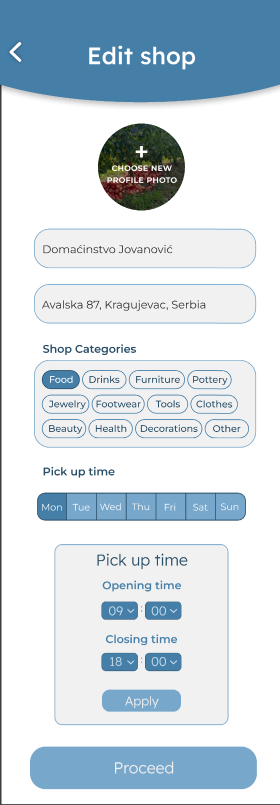 Edit shop
+
CHOOSE NEW
PROFILE PHOTO
Domaćinstvo Jovanović
Avalska 87, Kragujevac, Serbia
Shop Categories
Food Drinks Furniture Pottery
Jewelry Footwear Tools Clothes
Beauty Health Decorations Other
Pick up time
Mon Tue Wed Thu Fri Sat Sun
Pick up time
Opening time
09 : 00
Closing time
18 : 00
Apply
Proceed